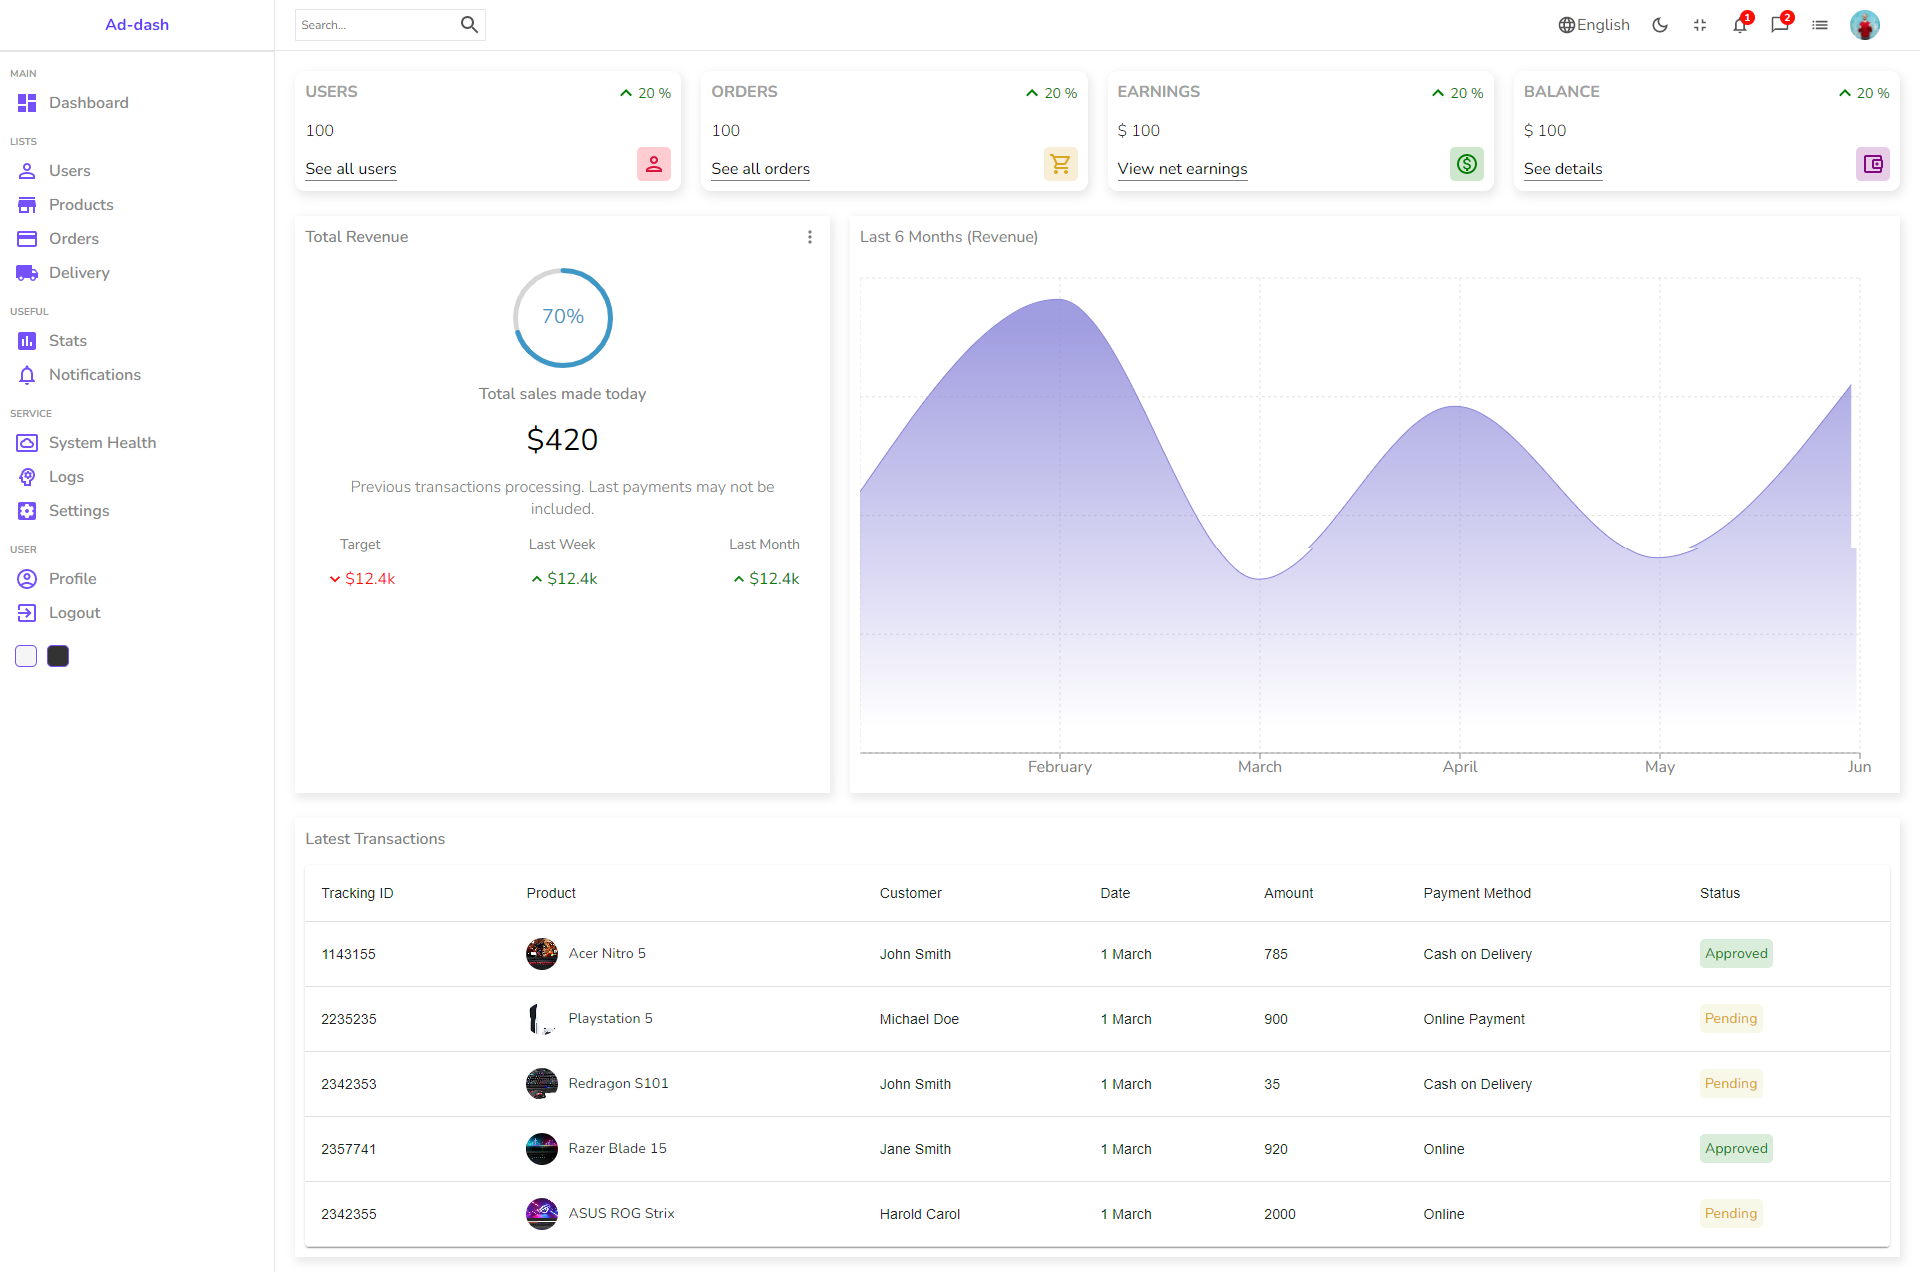 Ad-dash
Search...
English
1
2
MAIN
Dashboard
LISTS
Users
Products
Orders
Delivery
USEFUL
Stats
Notifications
SERVICE
System Health
Logs
Settings
USER
Profile
Logout
USERS 20 %
100
See all users
ORDERS 20 %
100
See all orders
EARNINGS 20 %
$ 100
View net earnings
BALANCE 20 %
$ 100
See details
Total Revenue
70%
Total sales made today
$420
Previous transactions processing. Last payments may not be
included.
Target Last Week Last Month
$12.4k $12.4k $12.4k
Last 6 Months (Revenue)
February March April May Jun
Latest Transactions
Tracking ID Product Customer Date Amount Payment Method Status
1143155 Acer Nitro 5 John Smith 1 March 785 Cash on Delivery Approved
2235235 Playstation 5 Michael Doe 1 March 900 Online Payment Pending
2342353 Redragon S101 John Smith 1 March 35 Cash on Delivery Pending
2357741 Razer Blade 15 Jane Smith 1 March 920 Online Approved
2342355 ASUS ROG Strix Harold Carol 1 March 2000 Online Pending